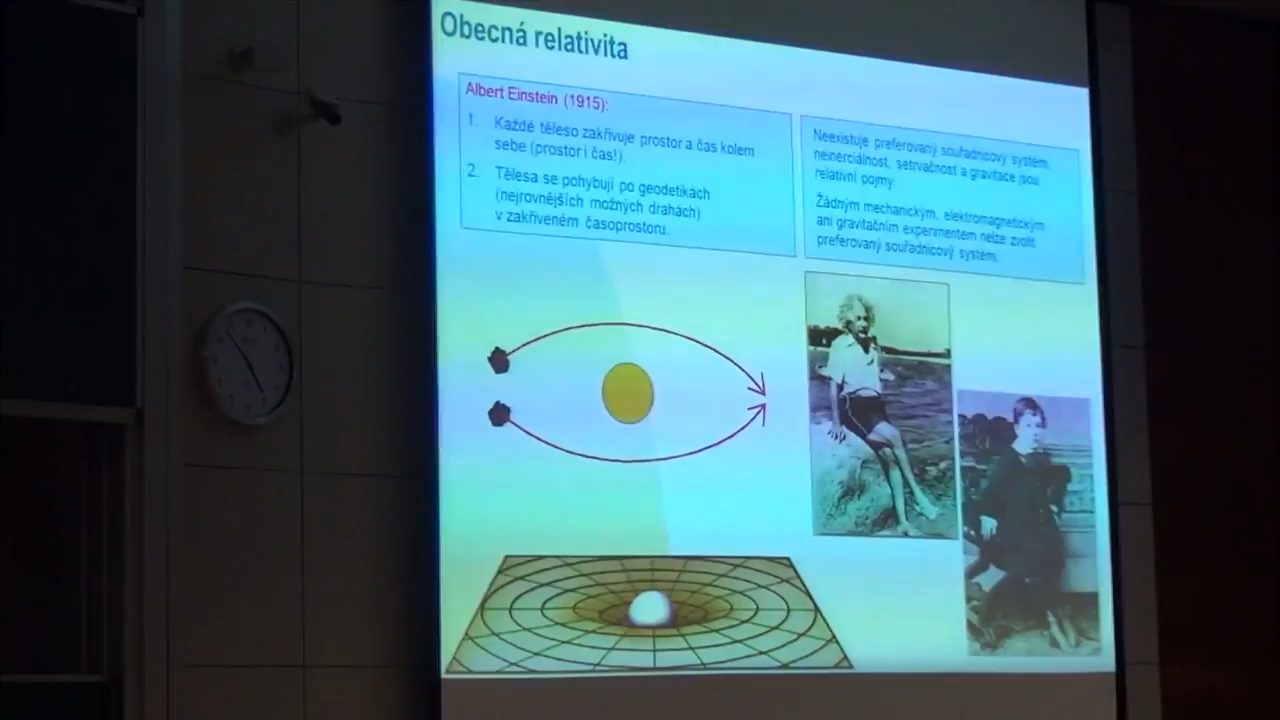 Obecná relativita
Albert Einstein (1915):
1. Každé těleso zakřivuje prostor a čas kolem
sebe (prostor i čas!).
2. Tělesa se pohybují po geodetikách
(nejrovnějších možných drahách)
v zakřiveném časoprostoru.
Neexistuje preferovaný souřadnicový systém,
neinerciálnost, setrvačnost a gravitace jsou
relativní pojmy.
Žádným mechanickým, elektromagnetickým
ani gravitačním experimentem nelze zvolit
preferovaný souřadnicový systém.